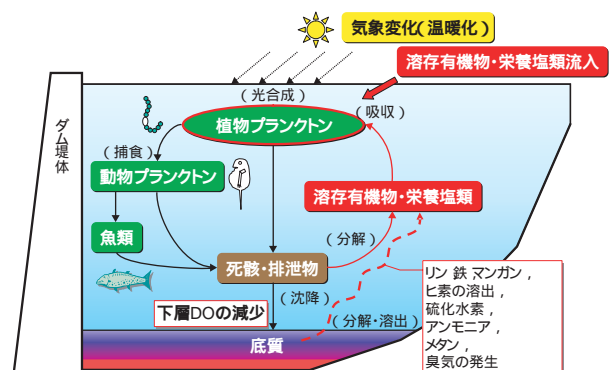 気象変化(温暖化)
溶存有機物・栄養塩類流入
(光合成)
(吸収)
植物プランクトン
ダム堤体
(捕食)
動物プランクトン
溶存有機物・栄養塩類
魚類
(分解)
死骸・排泄物
リン 鉄 マンガン,
ヒ素の溶出,
硫化水素,
アンモニア,
メタン,
臭気の発生
(沈降)
下層DOの減少
(分解・溶出)
底質